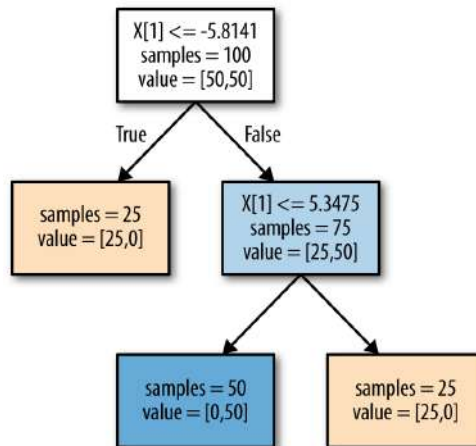 X[1] <= -5.8141
samples = 100
value = [50,50]
True
False
samples = 25
value = [25,0]
X[1] <= 5.3475
samples = 75
value = [25,50]
samples = 50
value = [0,50]
samples = 25
value = [25,0]